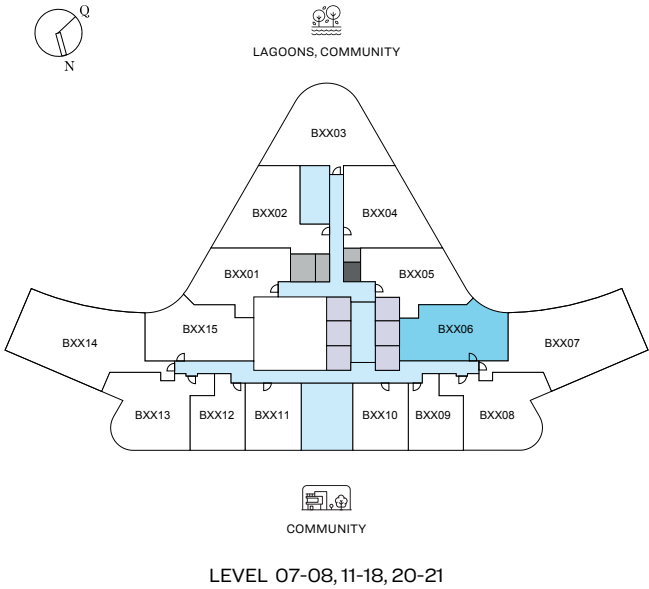 Q
N
LAGOONS, COMMUNITY
BXX03
BXX02
BXX04
BXX01
BXX05
BXX14
BXX15
BXX06
BXX07
BXX13
BXX12
BXX11
BXX10
BXX09
BXX08
COMMUNITY
LEVEL 07-08, 11-18, 20-21